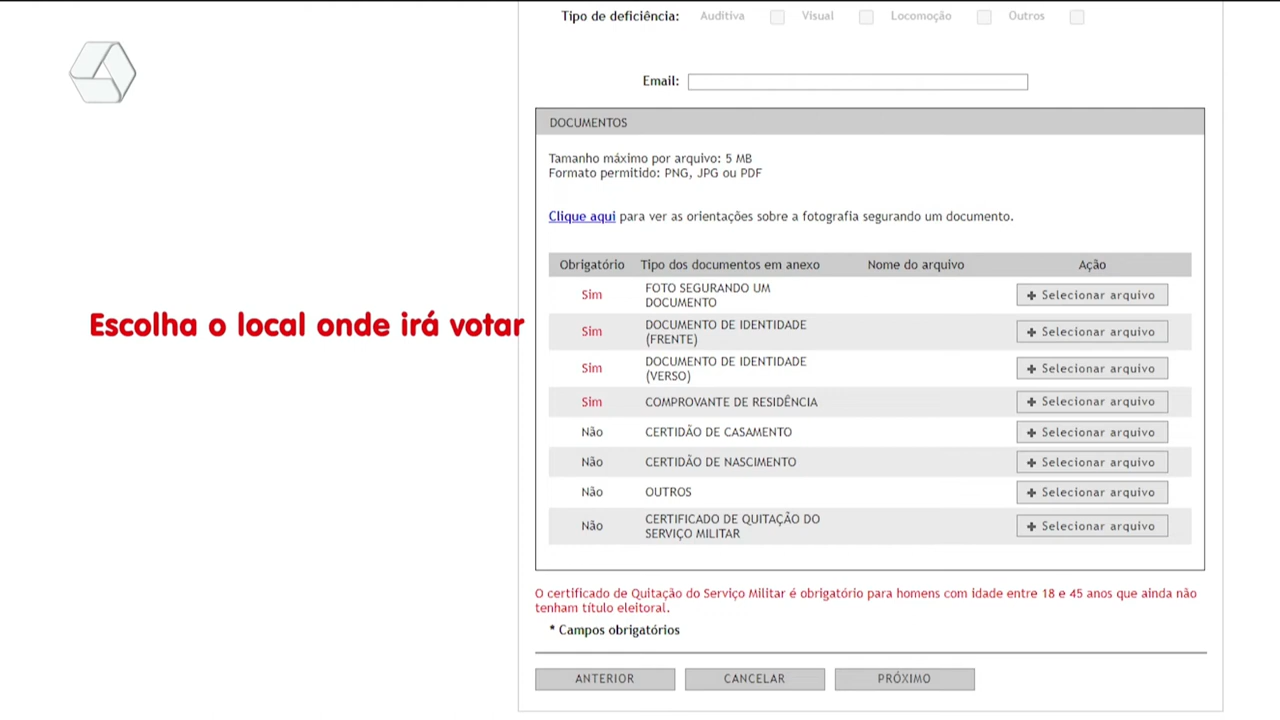 Tipo de deficiência: Auditiva Visual Locomoção Outros
Email:
DOCUMENTOS
Tamanho máximo por arquivo: 5 MB
Formato permitido: PNG, JPG ou PDF
Clique aqui para ver as orientações sobre a fotografia segurando um documento.
Obrigatório Tipo dos documentos em anexo Nome do arquivo Ação
Sim FOTO SEGURANDO UM
DOCUMENTO
+ Selecionar arquivo
Escolha o local onde irá votar
Sim DOCUMENTO DE IDENTIDADE
(FRENTE)
+ Selecionar arquivo
Sim DOCUMENTO DE IDENTIDADE
(VERSO)
+ Selecionar arquivo
Sim COMPROVANTE DE RESIDÊNCIA + Selecionar arquivo
Não CERTIDÃO DE CASAMENTO + Selecionar arquivo
Não CERTIDÃO DE NASCIMENTO + Selecionar arquivo
Não OUTROS + Selecionar arquivo
Não CERTIFICADO DE QUITAÇÃO DO
SERVIÇO MILITAR
+ Selecionar arquivo
O certificado de Quitação do Serviço Militar é obrigatório para homens com idade entre 18 e 45 anos que ainda não
tenham título eleitoral.
* Campos obrigatórios
ANTERIOR CANCELAR PRÓXIMO